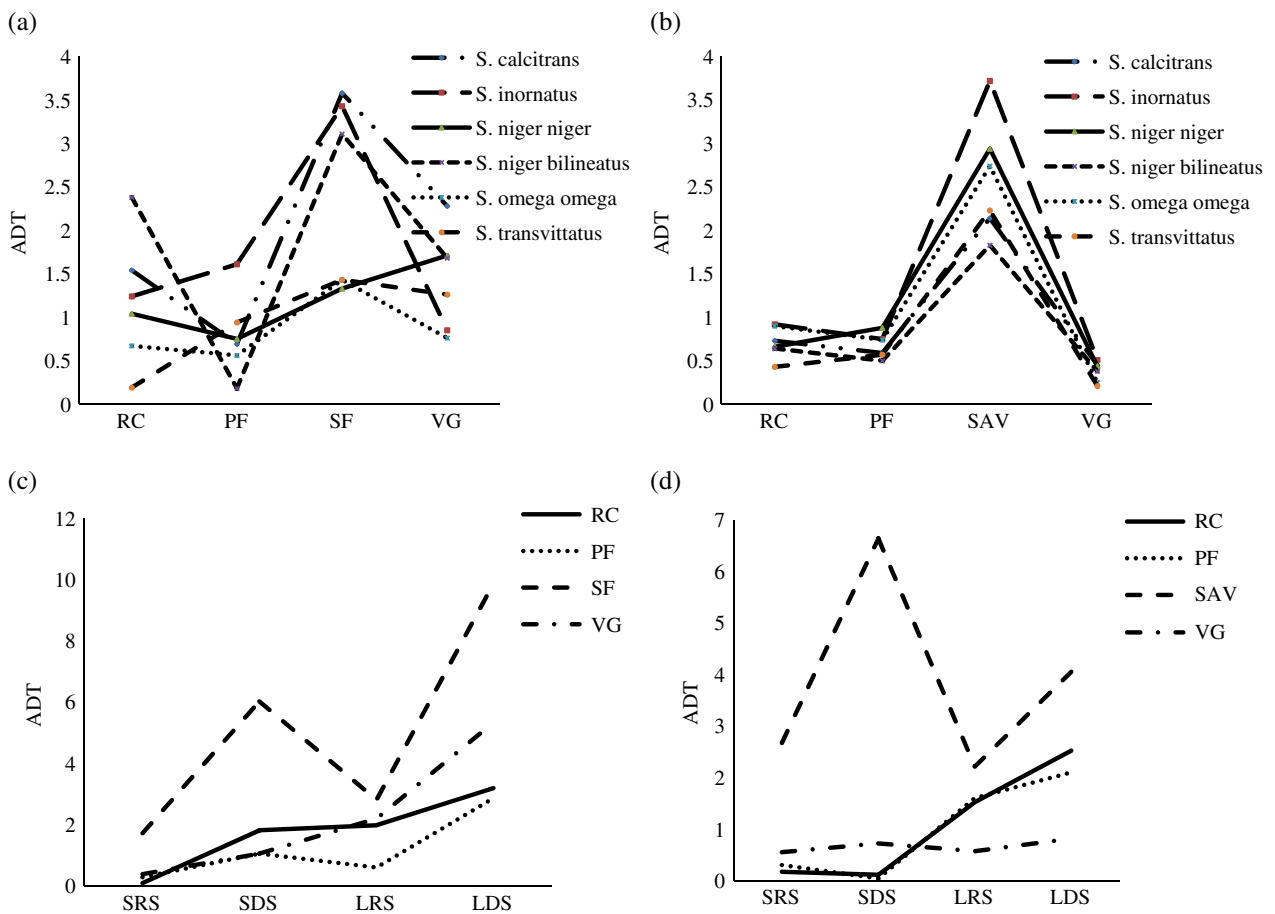 (a)
4
3.5
3
2.5
2
1.5
1
0.5
0
ADT
RC PF SF VG
S. calcitrans
S. inornatus
S. niger niger
S. niger bilineatus
S. omega omega
S. transvittatus
(b)
4
3.5
3
2.5
2
1.5
1
0.5
0
ADT
RC PF SAV VG
S. calcitrans
S. inornatus
S. niger niger
S. niger bilineatus
S. omega omega
S. transvittatus
(c)
12
10
8
6
4
2
0
ADT
SRS SDS LRS LDS
RC
PF
SF
VG
(d)
7
6
5
4
3
2
1
0
ADT
SRS SDS LRS LDS
RC
PF
SAV
VG